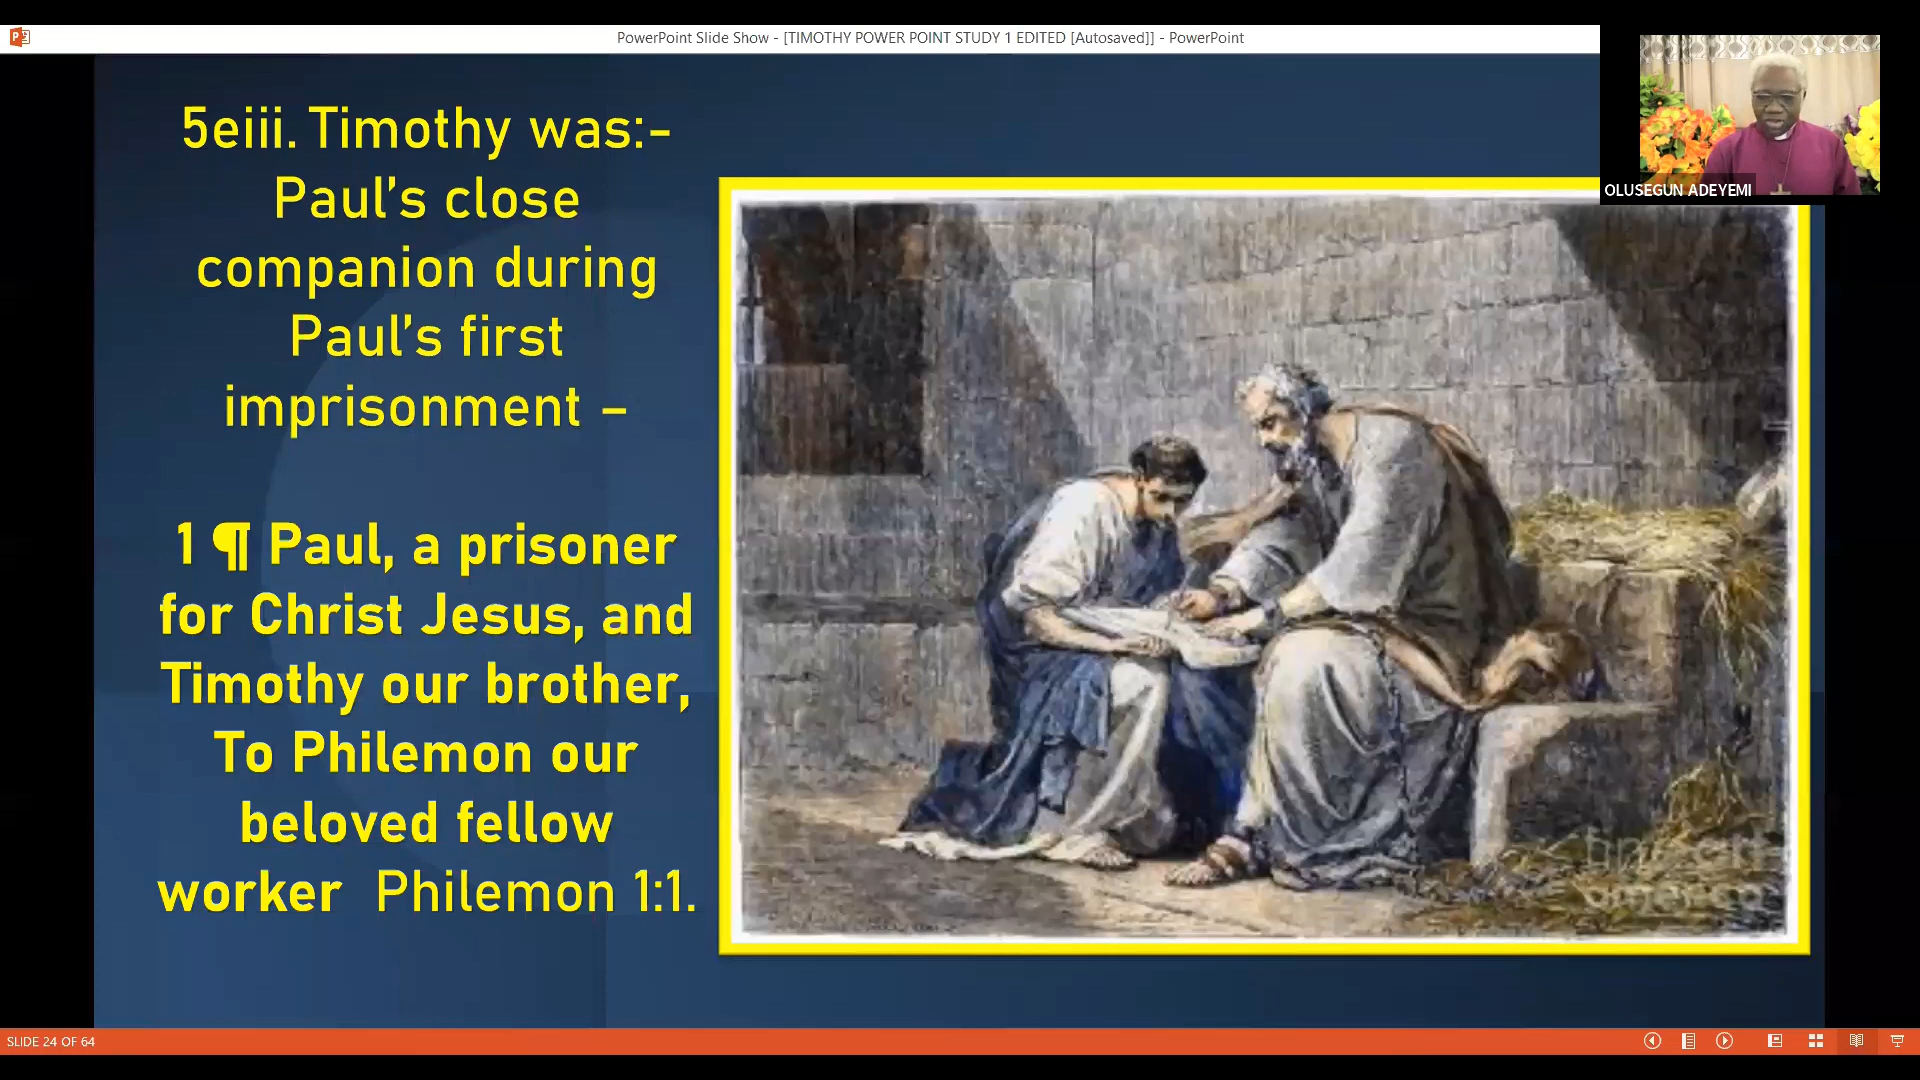 PowerPoint Slide Show - [TIMOTHY POWER POINT STUDY 1 EDITED [Autosaved]] - PowerPoint
OLUSEGUN ADEYEMI
5eiii. Timothy was:-
Paul's close
companion during
Paul's first
imprisonment –
1 ¶ Paul, a prisoner
for Christ Jesus, and
Timothy our brother,
To Philemon our
beloved fellow
worker Philemon 1:1.
SLIDE 24 OF 64